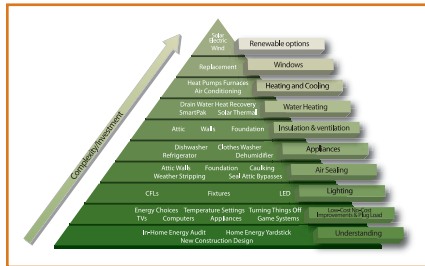 Solar
Electric
Wind
Renewable options
Replacement
Windows
Heat Pumps Furnaces
Air Conditioning
Heating and Cooling
Drain Water Heat Recovery
SmartPak Solar Thermal
Water Heating
Attic Walls Foundation
Insulation & ventilation
Dishwasher Clothes Washer
Refrigerator Dehumidifier
Appliances
Attic Walls Foundation Caulking
Weather Stripping Seal Attic Bypasses
Air Sealing
CFLs Fixtures LED
Lighting
Energy Choices Temperature Settings Turning Things Off
TVs Computers Appliances Game Systems
Low-Cost No-Cost
Improvements & Plug Load
In-Home Energy Audit Home Energy Yardstick
New Construction Design
Understanding
Complexity/Investment